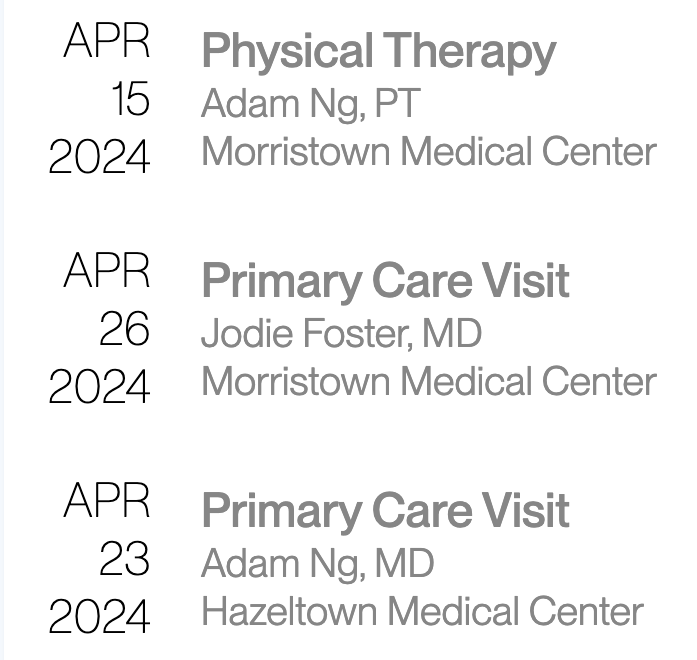 APR
15
2024
Physical Therapy
Adam Ng, PT
Morristown Medical Center
APR
26
2024
Primary Care Visit
Jodie Foster, MD
Morristown Medical Center
APR
23
2024
Primary Care Visit
Adam Ng, MD
Hazeltown Medical Center